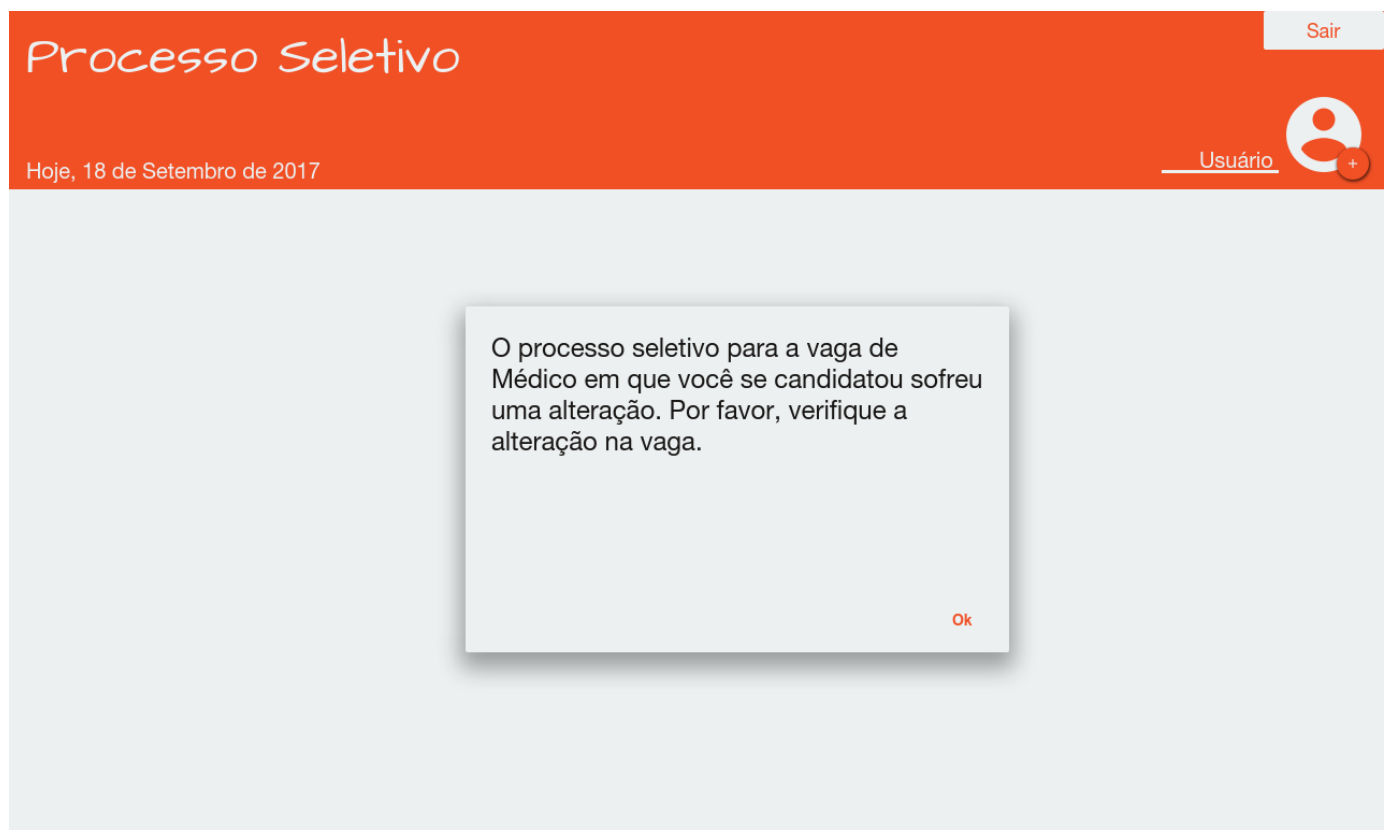 Sair
Processo Seletivo
Usuário
+
Hoje, 18 de Setembro de 2017
O processo seletivo para a vaga de
Médico em que você se candidatou sofreu
uma alteração. Por favor, verifique a
alteração na vaga.
Ok